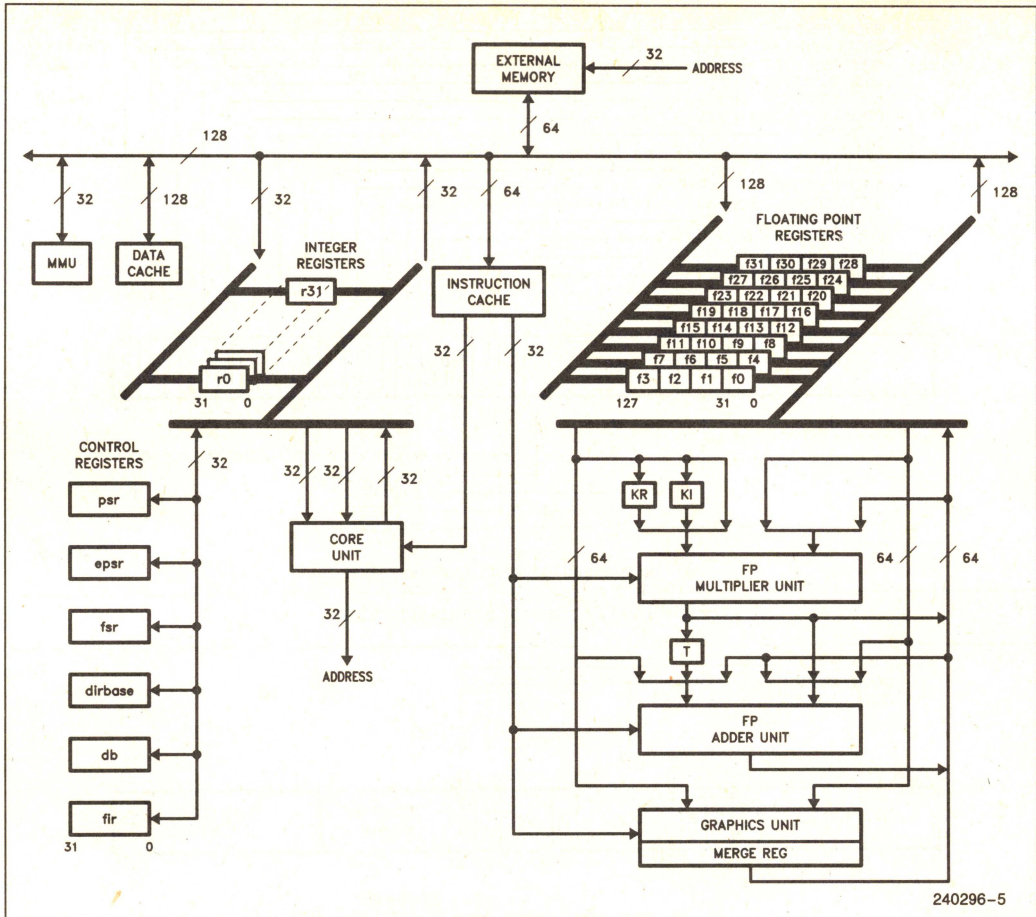 EXTERNAL
MEMORY
32
ADDRESS
64
128
32
128
32
32
64
128
128
MMU
DATA
CACHE
INTEGER
REGISTERS
r31
r0
31 0
INSTRUCTION
CACHE
32
32
FLOATING POINT
REGISTERS
f31 f30 f29 f28
f27 f26 f25 f24
f23 f22 f21 f20
f19 f18 f17 f16
f15 f14 f13 f12
f11 f10 f9 f8
f7 f6 f5 f4
f3 f2 f1 f0
127 31 0
CONTROL
REGISTERS
32
psr
epsr
fsr
dirbase
db
fir
31 0
32
32
32
CORE
UNIT
32
ADDRESS
KR
KI
64
64
64
FP
MULTIPLIER UNIT
T
FP
ADDER UNIT
GRAPHICS UNIT
MERGE REG
240296-5